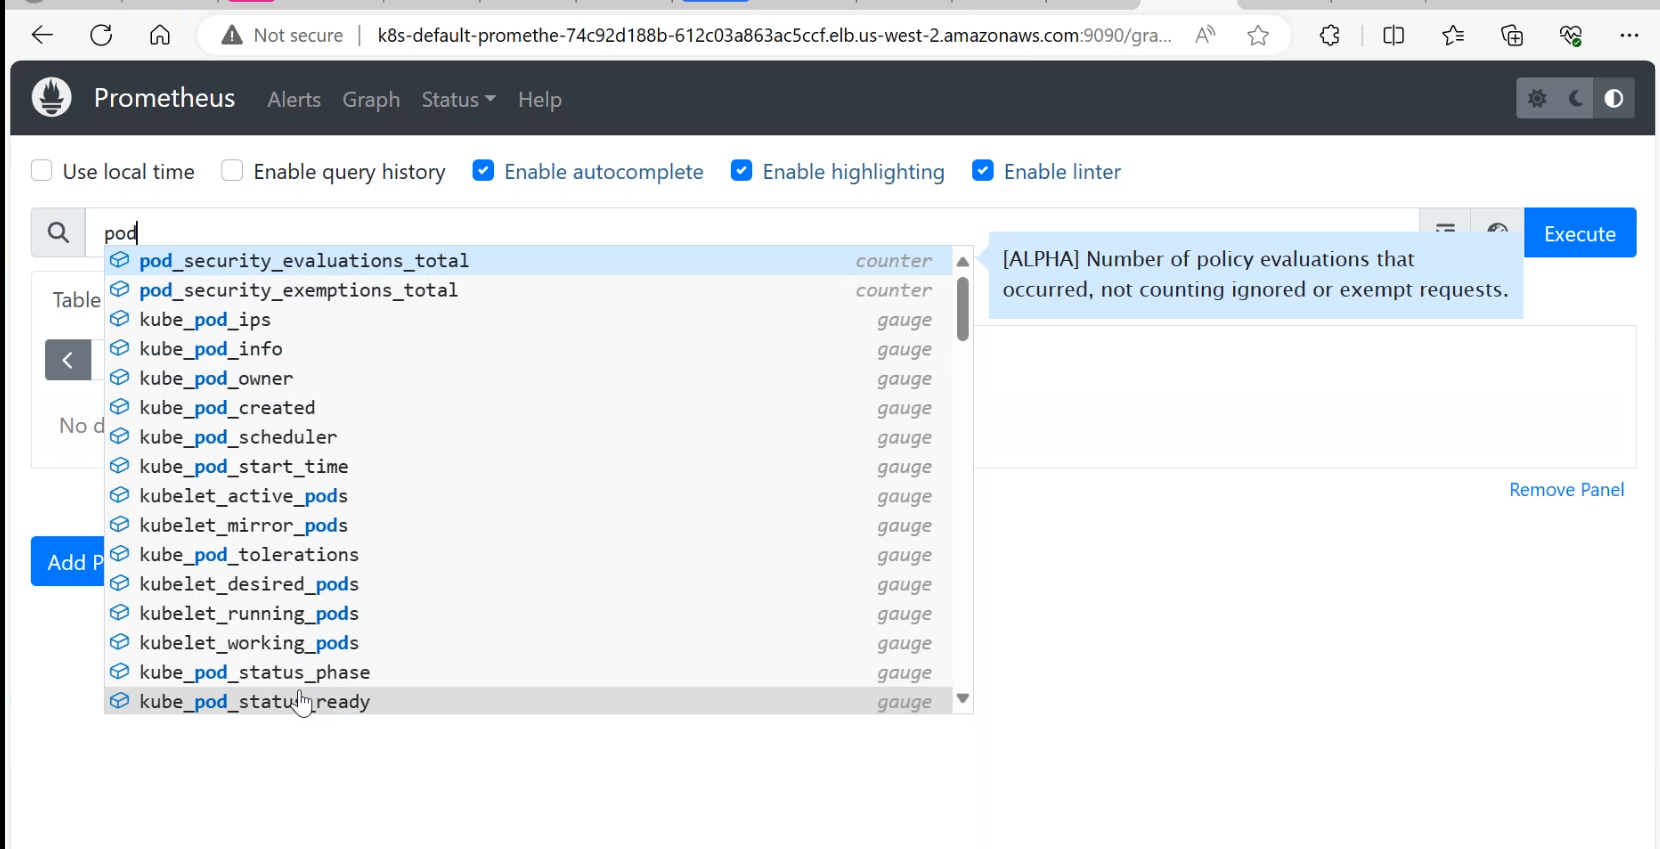 Not secure
k8s-default-promethe-74c92d188b-612c03a863ac5ccf.elb.us-west-2.amazonaws.com:9090/gra...
Prometheus
Alerts
Graph
Status
Help
Use local time
Enable query history
Enable autocomplete
Enable highlighting
Enable linter
pod
Execute
pod_security_evaluations_total counter
[ALPHA] Number of policy evaluations that
occurred, not counting ignored or exempt requests.
Table
pod_security_exemptions_total counter
kube_pod_ips gauge
kube_pod_info gauge
kube_pod_owner gauge
kube_pod_created gauge
No d
kube_pod_scheduler gauge
kube_pod_start_time gauge
kubelet_active_pods gauge
Remove Panel
kubelet_mirror_pods gauge
kube_pod_tolerations gauge
Add P
kubelet_desired_pods gauge
kubelet_running_pods gauge
kubelet_working_pods gauge
kube_pod_status_phase gauge
kube_pod_status_ready gauge